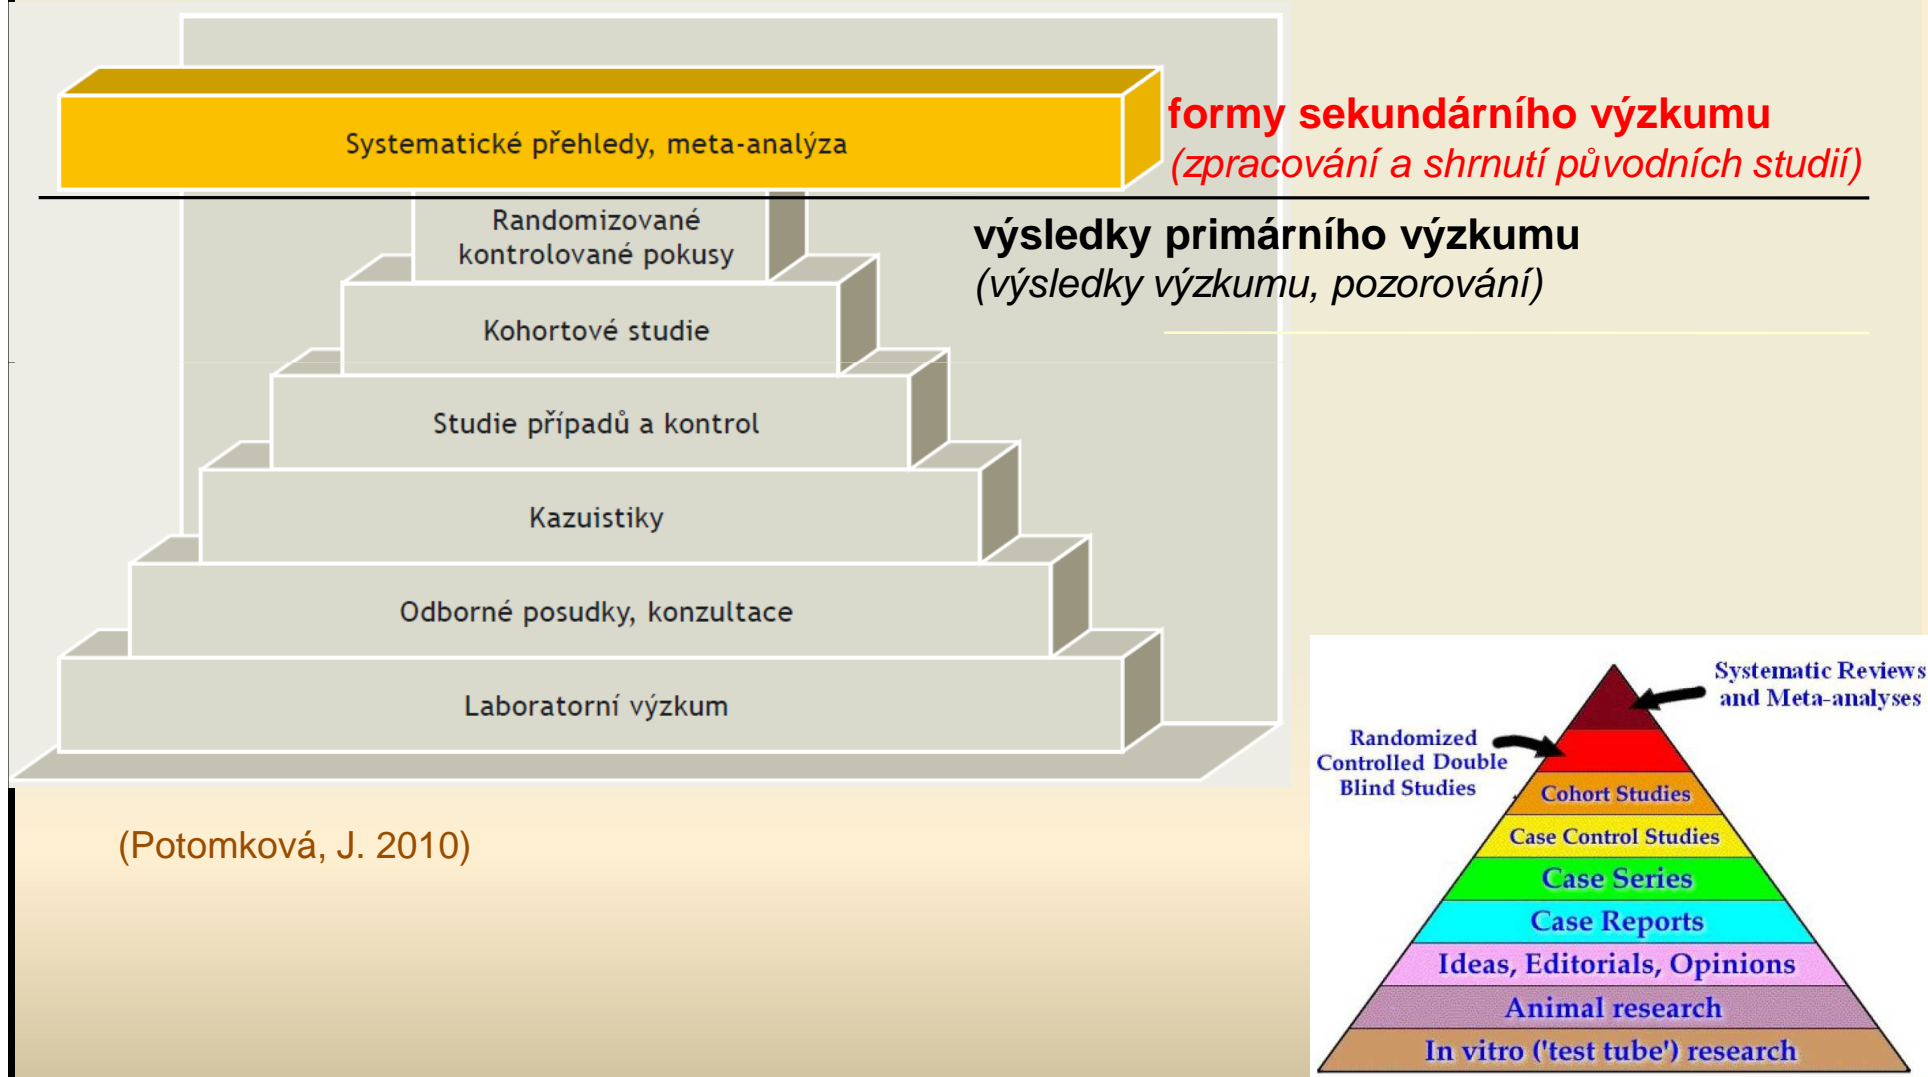 Systematické přehledy, meta-analýza
formy sekundárního výzkumu
(zpracování a shrnutí původních studií)
Randomizované
kontrolované pokusy
výsledky primárního výzkumu
(výsledky výzkumu, pozorování)
Kohortové studie
Studie případů a kontrol
Kazuistiky
Odborné posudky, konzultace
Laboratorní výzkum
(Potomková, J. 2010)
Systematic Reviews
and Meta-analyses
Randomized
Controlled Double
Blind Studies
Cohort Studies
Case Control Studies
Case Series
Case Reports
Ideas, Editorials, Opinions
Animal research
In vitro ('test tube') research